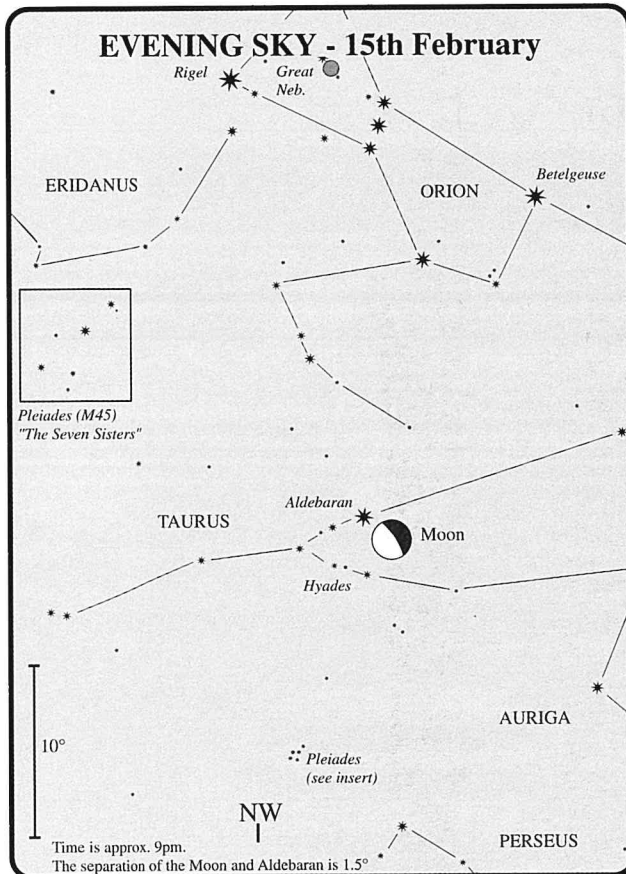 EVENING SKY - 15th February
Rigel
Great
Neb.
Betelgeuse
ERIDANUS
ORION
Pleiades (M45)
"The Seven Sisters"
Aldebaran
TAURUS
Moon
Hyades
AURIGA
10°
Pleiades
(see insert)
NW
PERSEUS
Time is approx. 9pm.
The separation of the Moon and Aldebaran is 1.5°